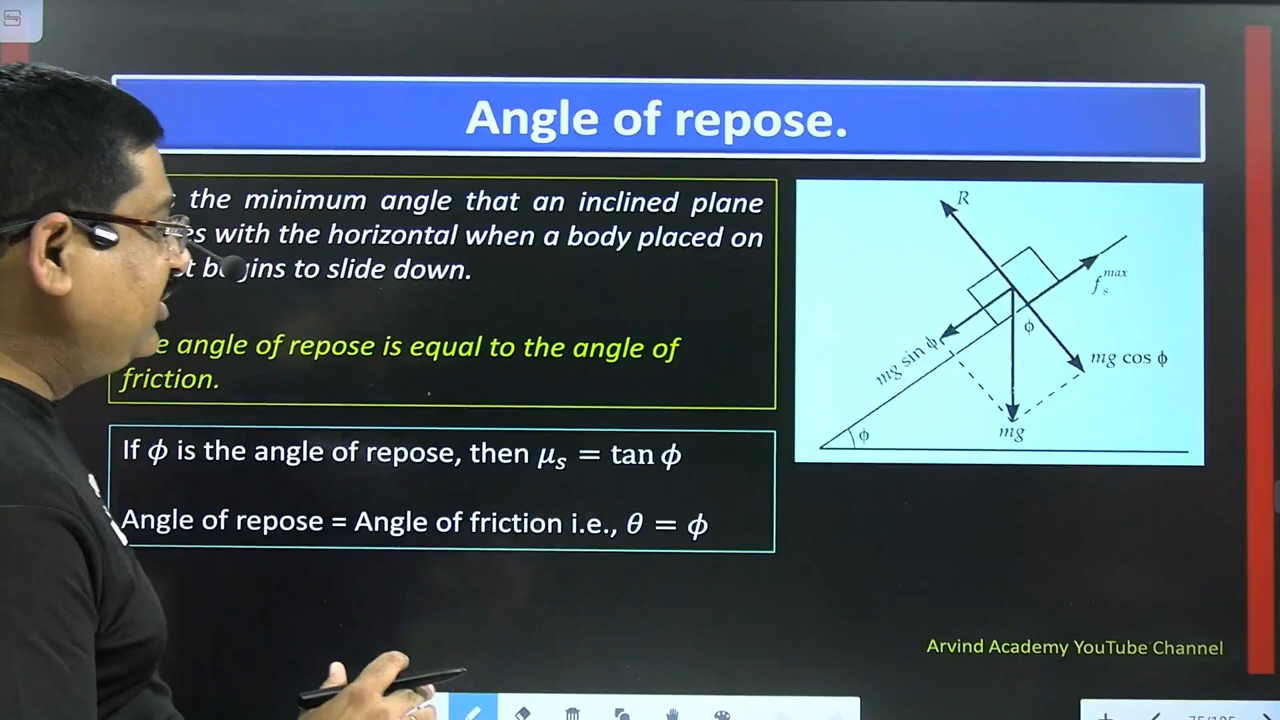 Angle of repose.
the minimum angle that an inclined plane
with the horizontal when a body placed on
to slide down.
angle of repose is equal to the angle of
friction.
If ϕ is the angle of repose, then μₛ = tan ϕ
Angle of repose = Angle of friction i.e., θ = ϕ
R
fₛᵐᵃˣ
ϕ
mg sin ϕ
mg cos ϕ
mg
ϕ
Arvind Academy YouTube Channel